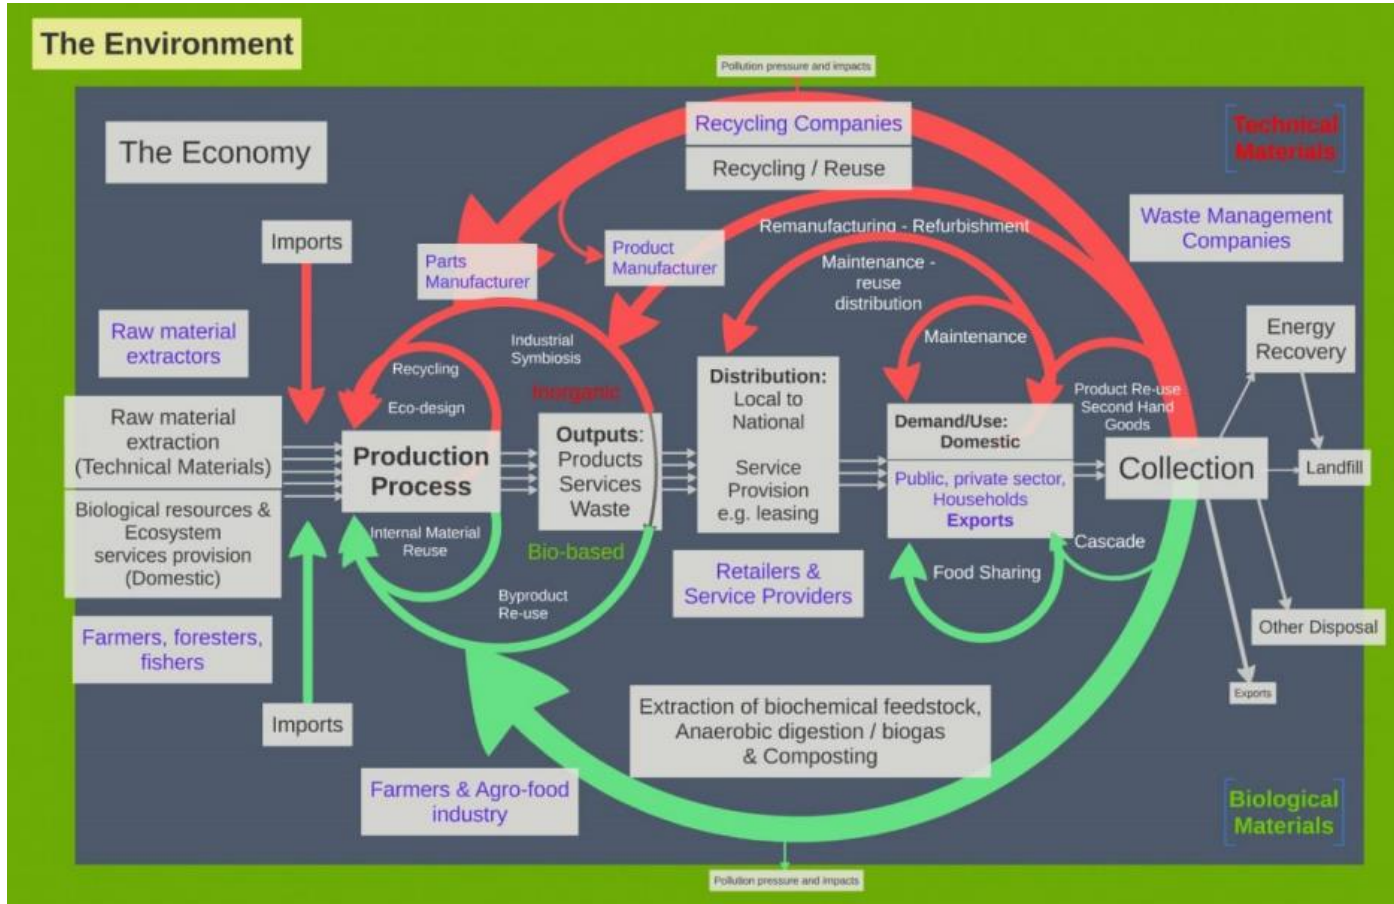 The Environment
Pollution pressure and impacts
The Economy
Recycling Companies
Recycling / Reuse
Technical
Materials
Waste Management
Companies
Imports
Remanufacturing - Refurbishment
Parts
Manufacturer
Product
Manufacturer
Maintenance -
reuse
distribution
Raw material
extractors
Industrial
Symbiosis
Maintenance
Energy
Recovery
Recycling
Eco-design
Inorganic
Distribution:
Local to
National
Service
Provision
e.g. leasing
Product Re-use
Second Hand
Goods
Raw material
extraction
(Technical Materials)
Biological resources &
Ecosystem
services provision
(Domestic)
Production
Process
Outputs:
Products
Services
Waste
Demand/Use:
Domestic
Public, private sector,
Households
Exports
Collection
Landfill
Internal Material
Reuse
Bio-based
Cascade
Food Sharing
Retailers &
Service Providers
Byproduct
Re-use
Farmers, foresters,
fishers
Other Disposal
Exports
Imports
Extraction of biochemical feedstock,
Anaerobic digestion / biogas
& Composting
Farmers & Agro-food
industry
Biological
Materials
Pollution pressure and impacts